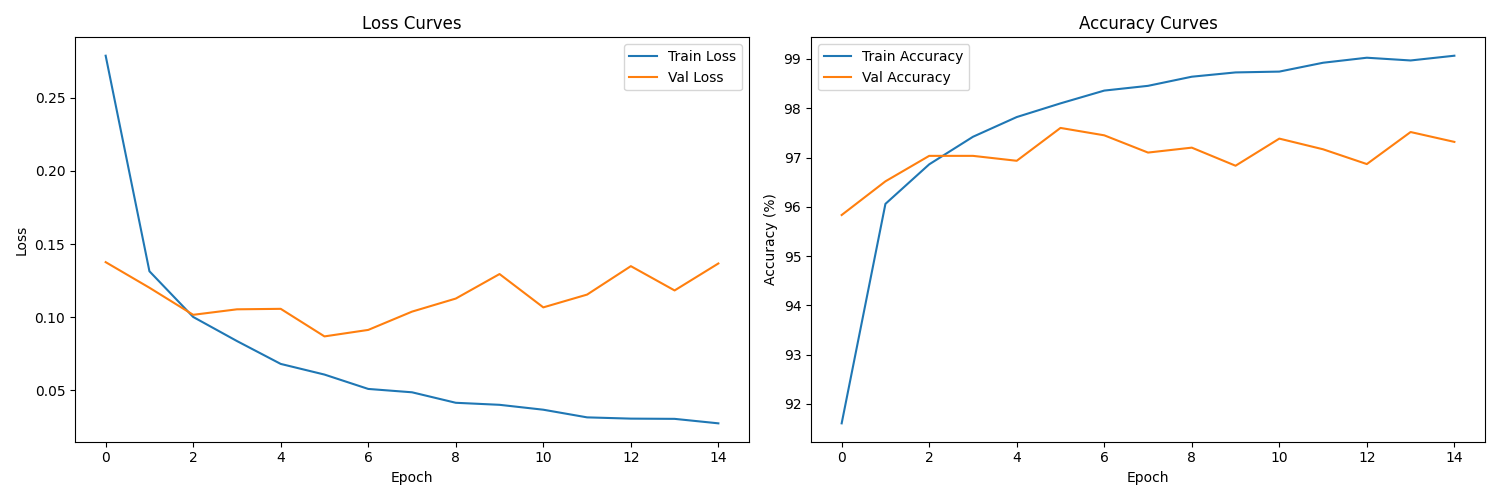 Loss Curves
Train Loss
Val Loss
0.25
0.20
0.15
0.10
0.05
Loss
0 2 4 6 8 10 12 14
Epoch
Accuracy Curves
Train Accuracy
Val Accuracy
99
98
97
96
95
94
93
92
Accuracy (%)
0 2 4 6 8 10 12 14
Epoch